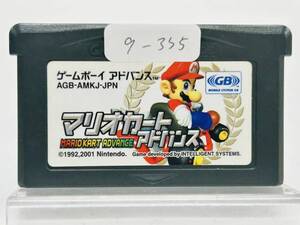 9-355
ゲームボーイ アドバンス™
AGB-AMKJ-JPN
GB
MOBILE SYSTEM GB
マリオカート
MARIO KART ADVANCE
アドバンス
©1992,2001 Nintendo.
Game developed by INTELLIGENT SYSTEMS.